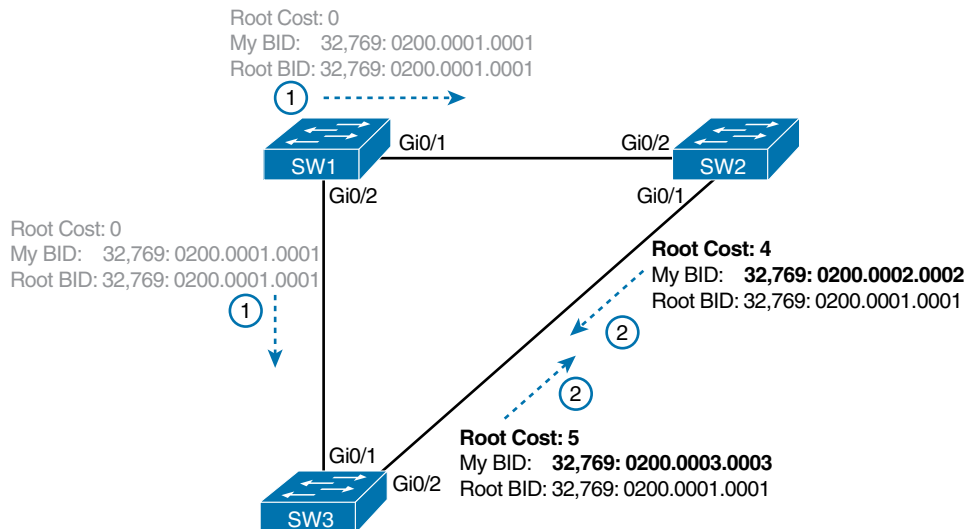 Root Cost: 0
My BID: 32,769: 0200.0001.0001
Root BID: 32,769: 0200.0001.0001
1
Gi0/1
Gi0/2
SW1
SW2
Gi0/2
Gi0/1
Root Cost: 0
My BID: 32,769: 0200.0001.0001
Root BID: 32,769: 0200.0001.0001
1
Root Cost: 4
My BID: 32,769: 0200.0002.0002
Root BID: 32,769: 0200.0001.0001
2
2
Root Cost: 5
My BID: 32,769: 0200.0003.0003
Root BID: 32,769: 0200.0001.0001
Gi0/1
Gi0/2
SW3